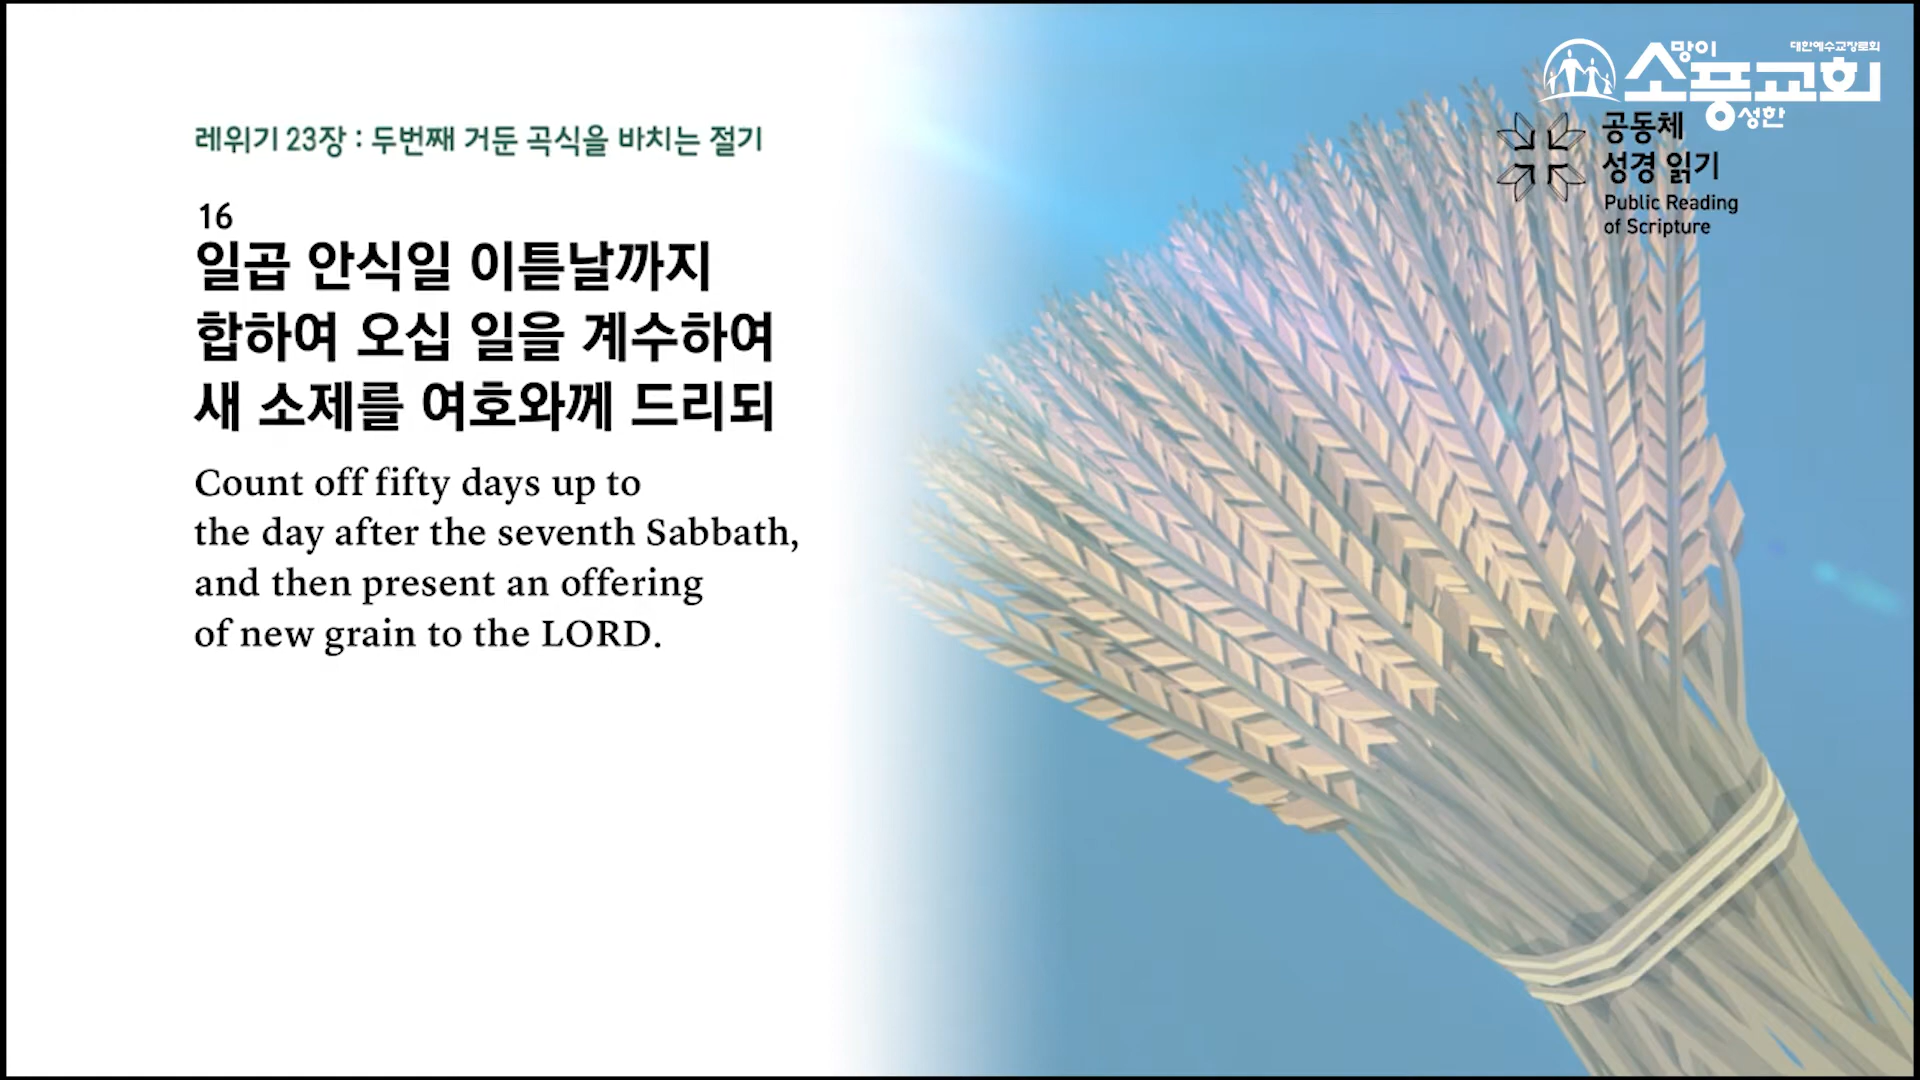 레위기 23장 : 두번째 거둔 곡식을 바치는 절기
16
일곱 안식일 이튿날까지
합하여 오십 일을 계수하여
새 소제를 여호와께 드리되
Count off fifty days up to
the day after the seventh Sabbath,
and then present an offering
of new grain to the LORD.
대한예수교장로회
소망이
풍성한
교회
공동체
성경 읽기
Public Reading
of Scripture